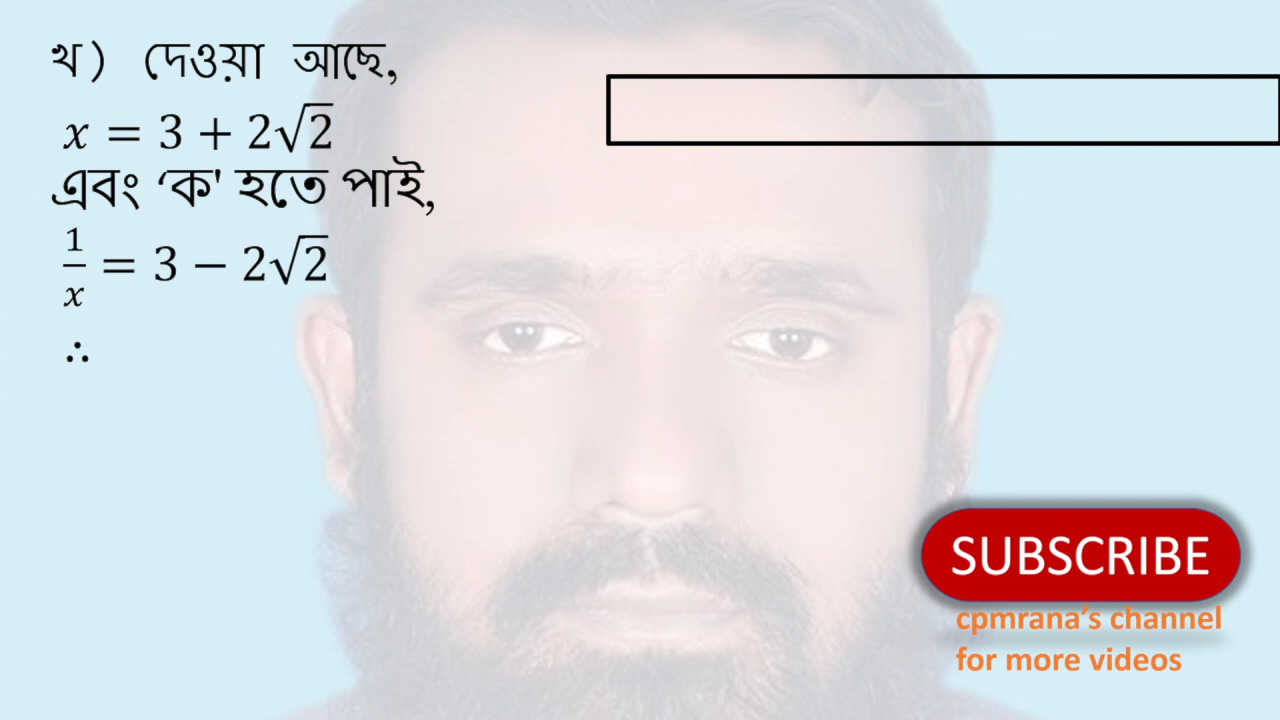 খ) দেওয়া আছে,
x = 3 + 2√2
এবং ‘ক' হতে পাই,
1/x = 3 − 2√2
∴
SUBSCRIBE
cpmrana’s channel
for more videos